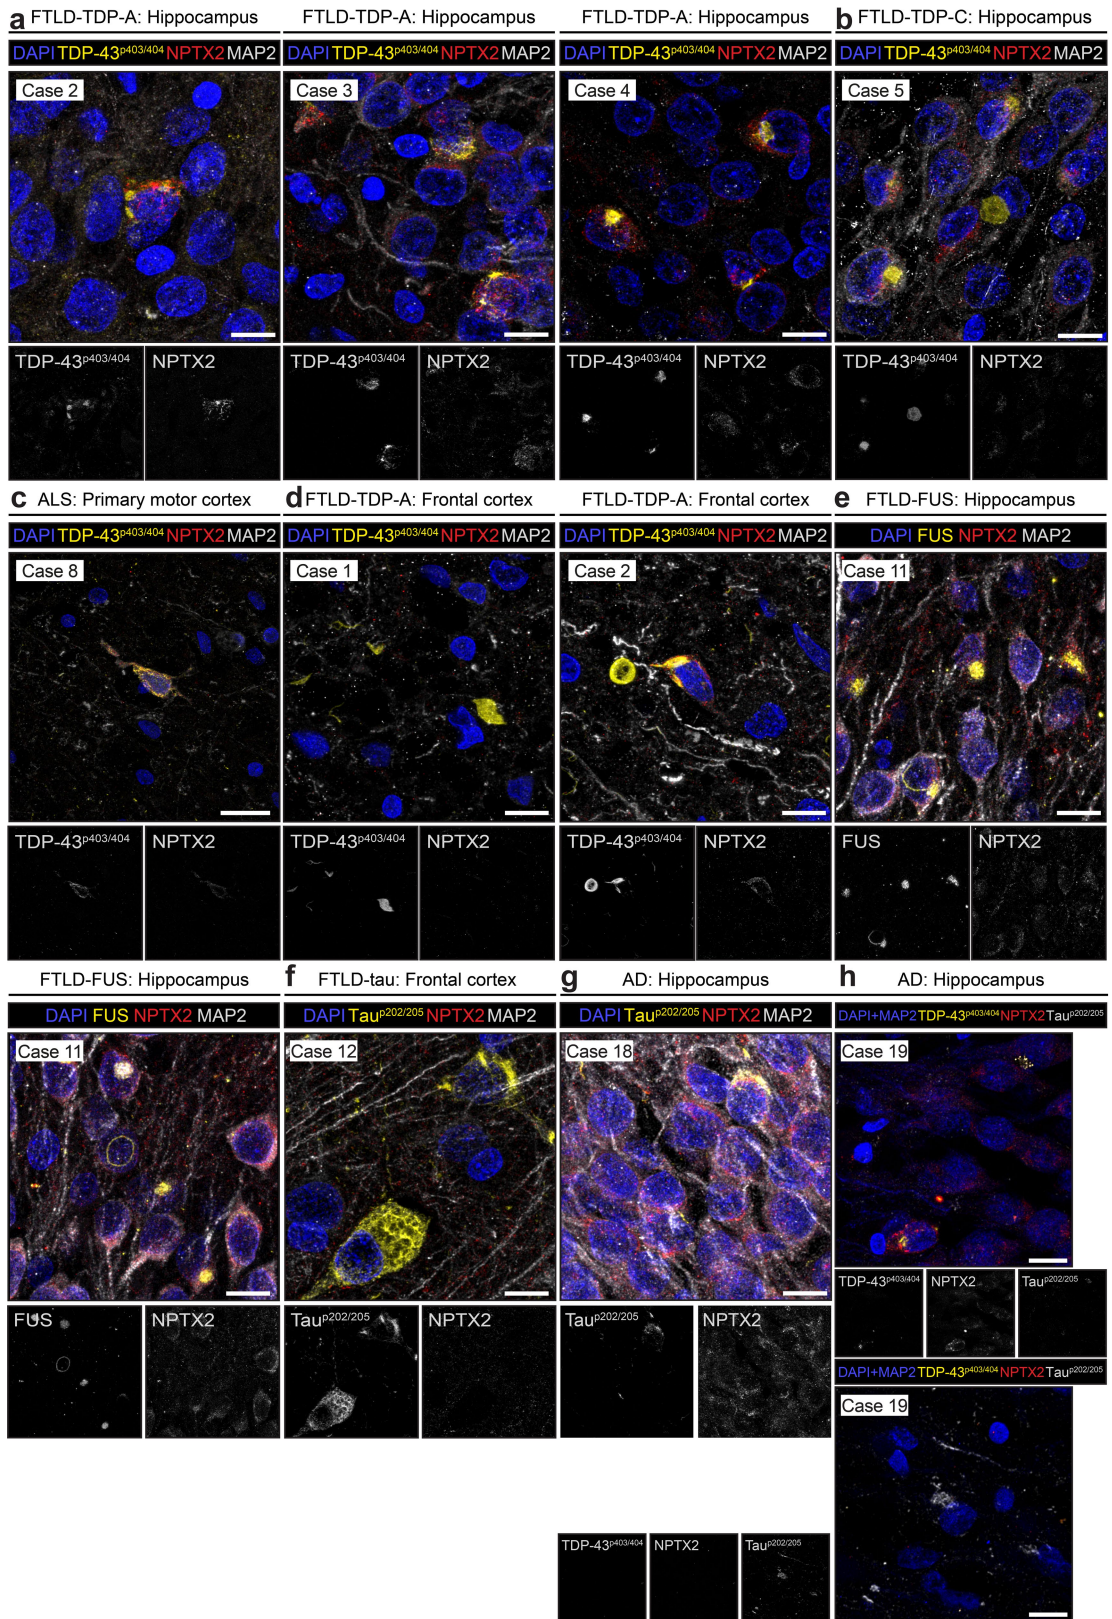 a FTLD-TDP-A: Hippocampus
DAPI TDP-43p403/404 NPTX2 MAP2
Case 2
TDP-43p403/404 NPTX2
FTLD-TDP-A: Hippocampus
DAPI TDP-43p403/404 NPTX2 MAP2
Case 3
TDP-43p403/404 NPTX2
FTLD-TDP-A: Hippocampus
DAPI TDP-43p403/404 NPTX2 MAP2
Case 4
TDP-43p403/404 NPTX2
b FTLD-TDP-C: Hippocampus
DAPI TDP-43p403/404 NPTX2 MAP2
Case 5
TDP-43p403/404 NPTX2
c ALS: Primary motor cortex
DAPI TDP-43p403/404 NPTX2 MAP2
Case 8
TDP-43p403/404 NPTX2
d FTLD-TDP-A: Frontal cortex
DAPI TDP-43p403/404 NPTX2 MAP2
Case 1
TDP-43p403/404 NPTX2
FTLD-TDP-A: Frontal cortex
DAPI TDP-43p403/404 NPTX2 MAP2
Case 2
TDP-43p403/404 NPTX2
e FTLD-FUS: Hippocampus
DAPI FUS NPTX2 MAP2
Case 11
FUS NPTX2
FTLD-FUS: Hippocampus
DAPI FUS NPTX2 MAP2
Case 11
FUS NPTX2
f FTLD-tau: Frontal cortex
DAPI Taup202/205 NPTX2 MAP2
Case 12
Taup202/205 NPTX2
g AD: Hippocampus
DAPI Taup202/205 NPTX2 MAP2
Case 18
Taup202/205 NPTX2
h AD: Hippocampus
DAPI+MAP2 TDP-43p403/404 NPTX2 Taup202/205
Case 19
TDP-43p403/404 NPTX2 Taup202/205
DAPI+MAP2 TDP-43p403/404 NPTX2 Taup202/205
Case 19
TDP-43p403/404 NPTX2 Taup202/205